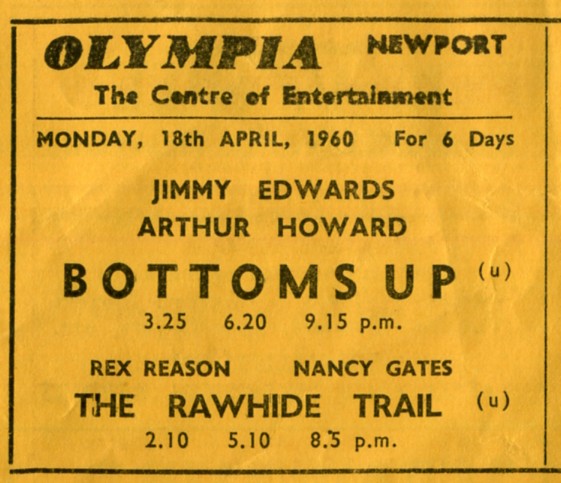 OLYMPIA NEWPORT
The Centre of Entertainment
MONDAY, 18th APRIL, 1960 For 6 Days
JIMMY EDWARDS
ARTHUR HOWARD
BOTTOMS UP (u)
3.25 6.20 9.15 p.m.
REX REASON NANCY GATES
THE RAWHIDE TRAIL (u)
2.10 5.10 8.5 p.m.